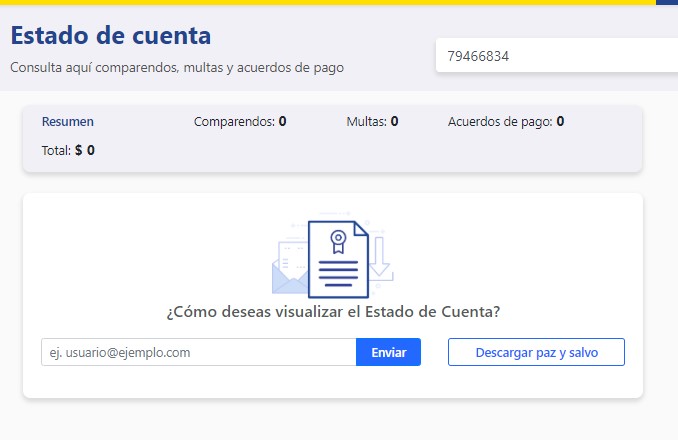 Estado de cuenta
Consulta aquí comparendos, multas y acuerdos de pago
79466834
Resumen
Comparendos: 0
Multas: 0
Acuerdos de pago: 0
Total: $ 0
¿Cómo deseas visualizar el Estado de Cuenta?
ej. usuario@ejemplo.com
Enviar
Descargar paz y salvo